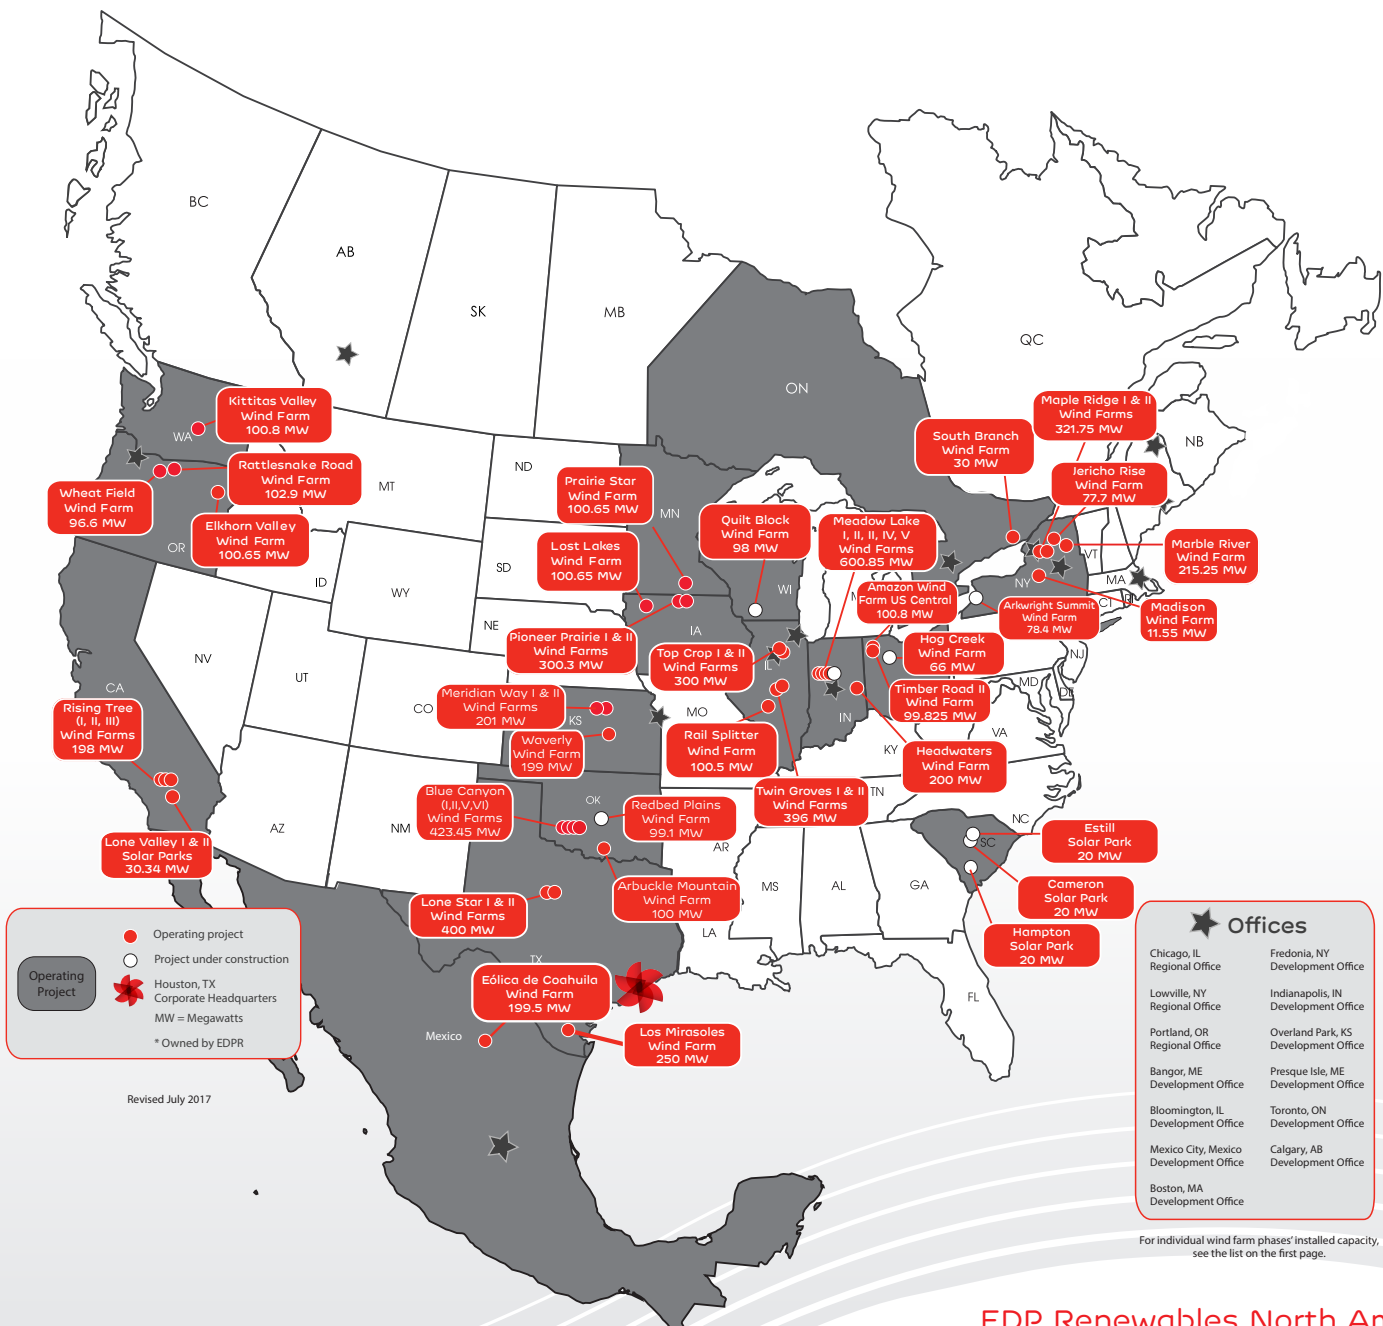 BC
AB
SK
MB
ON
QC
NB
WA
OR
CA
NV
ID
MT
WY
UT
CO
AZ
NM
ND
SD
NE
KS
OK
TX
MN
IA
MO
AR
LA
WI
IL
IN
KY
TN
MS
AL
GA
FL
SC
NC
VA
MD
DE
NJ
NY
CT
RI
MA
VT
Mexico
Kittitas Valley
Wind Farm
100.8 MW
Rattlesnake Road
Wind Farm
102.9 MW
Wheat Field
Wind Farm
96.6 MW
Elkhorn Valley
Wind Farm
100.65 MW
Prairie Star
Wind Farm
100.65 MW
Lost Lakes
Wind Farm
100.65 MW
Pioneer Prairie I & II
Wind Farms
300.3 MW
Quilt Block
Wind Farm
98 MW
Meadow Lake
I, II, II, IV, V
Wind Farms
600.85 MW
South Branch
Wind Farm
30 MW
Maple Ridge I & II
Wind Farms
321.75 MW
Jericho Rise
Wind Farm
77.7 MW
Marble River
Wind Farm
215.25 MW
Madison
Wind Farm
11.55 MW
Arkwright Summit
Wind Farm
78.4 MW
Amazon Wind
Farm US Central
100.8 MW
Hog Creek
Wind Farm
66 MW
Timber Road II
Wind Farm
99.825 MW
Headwaters
Wind Farm
200 MW
Top Crop I & II
Wind Farms
300 MW
Rail Splitter
Wind Farm
100.5 MW
Twin Groves I & II
Wind Farms
396 MW
Meridian Way I & II
Wind Farms
201 MW
Waverly
Wind Farm
199 MW
Blue Canyon
(I,II,V,VI)
Wind Farms
423.45 MW
Redbed Plains
Wind Farm
99.1 MW
Arbuckle Mountain
Wind Farm
100 MW
Lone Star I & II
Wind Farms
400 MW
Eólica de Coahuila
Wind Farm
199.5 MW
Los Mirasoles
Wind Farm
250 MW
Rising Tree
(I, II, III)
Wind Farms
198 MW
Lone Valley I & II
Solar Parks
30.34 MW
Estill
Solar Park
20 MW
Cameron
Solar Park
20 MW
Hampton
Solar Park
20 MW
Operating
Project
Operating project
Project under construction
Houston, TX
Corporate Headquarters
MW = Megawatts
* Owned by EDPR
Revised July 2017
Offices
Chicago, IL
Regional Office
Lowville, NY
Regional Office
Portland, OR
Regional Office
Bangor, ME
Development Office
Bloomington, IL
Development Office
Mexico City, Mexico
Development Office
Boston, MA
Development Office
Fredonia, NY
Development Office
Indianapolis, IN
Development Office
Overland Park, KS
Development Office
Presque Isle, ME
Development Office
Toronto, ON
Development Office
Calgary, AB
Development Office
For individual wind farm phases' installed capacity,
see the list on the first page.
EDP Renewables North Am